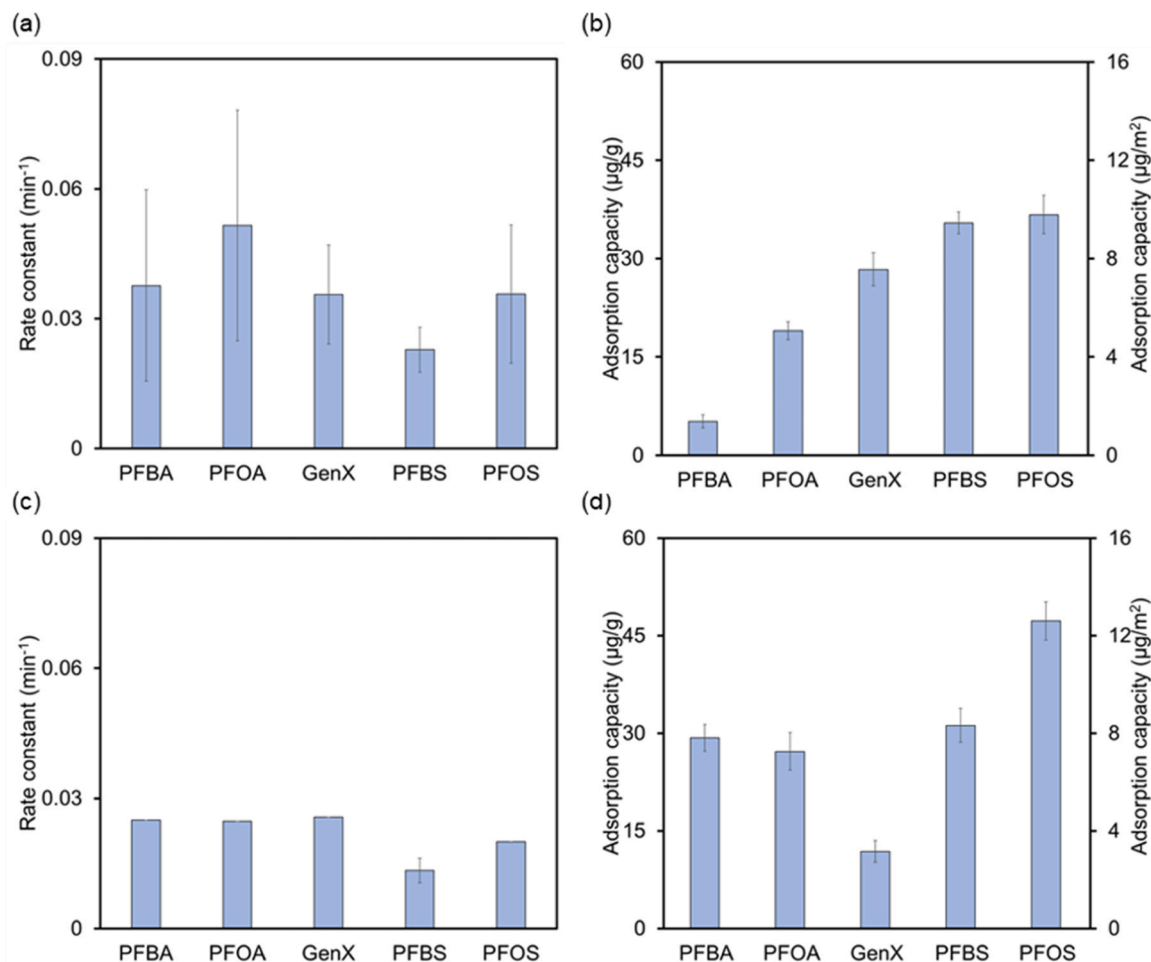 (a)
0.09
0.06
0.03
0
Rate constant (min⁻¹)
PFBA PFOA GenX PFBS PFOS
(b)
60
45
30
15
0
Adsorption capacity (µg/g)
16
12
8
4
0
Adsorption capacity (µg/m²)
PFBA PFOA GenX PFBS PFOS
(c)
0.09
0.06
0.03
0
Rate constant (min⁻¹)
PFBA PFOA GenX PFBS PFOS
(d)
60
45
30
15
0
Adsorption capacity (µg/g)
16
12
8
4
0
Adsorption capacity (µg/m²)
PFBA PFOA GenX PFBS PFOS